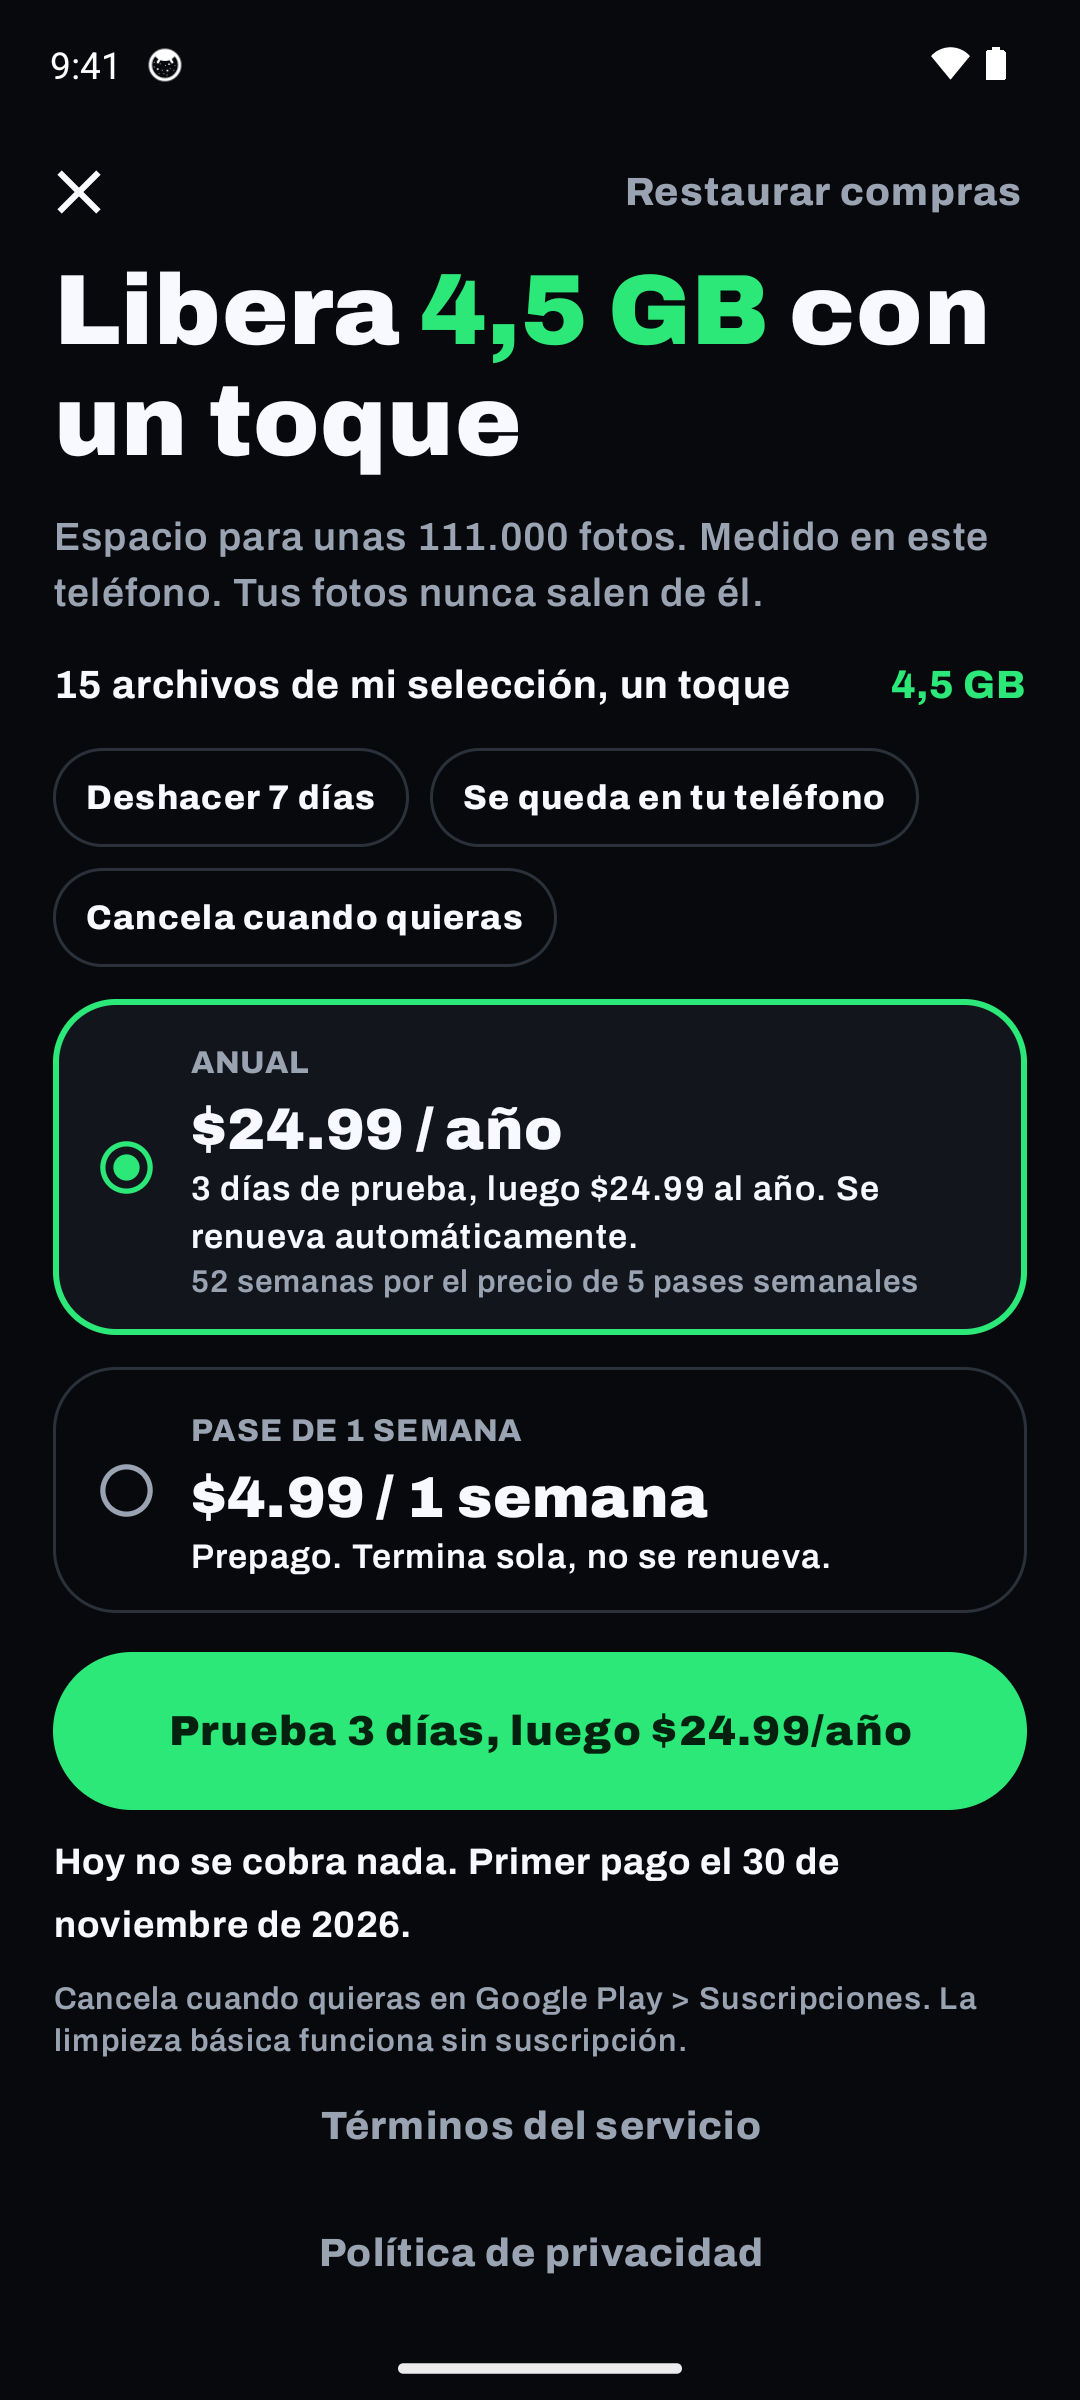 9:41
Restaurar compras
Libera 4,5 GB con
un toque
Espacio para unas 111.000 fotos. Medido en este
teléfono. Tus fotos nunca salen de él.
15 archivos de mi selección, un toque 4,5 GB
Deshacer 7 días Se queda en tu teléfono
Cancela cuando quieras
ANUAL
$24.99 / año
3 días de prueba, luego $24.99 al año. Se
renueva automáticamente.
52 semanas por el precio de 5 pases semanales
PASE DE 1 SEMANA
$4.99 / 1 semana
Prepago. Termina sola, no se renueva.
Prueba 3 días, luego $24.99/año
Hoy no se cobra nada. Primer pago el 30 de
noviembre de 2026.
Cancela cuando quieras en Google Play > Suscripciones. La
limpieza básica funciona sin suscripción.
Términos del servicio
Política de privacidad